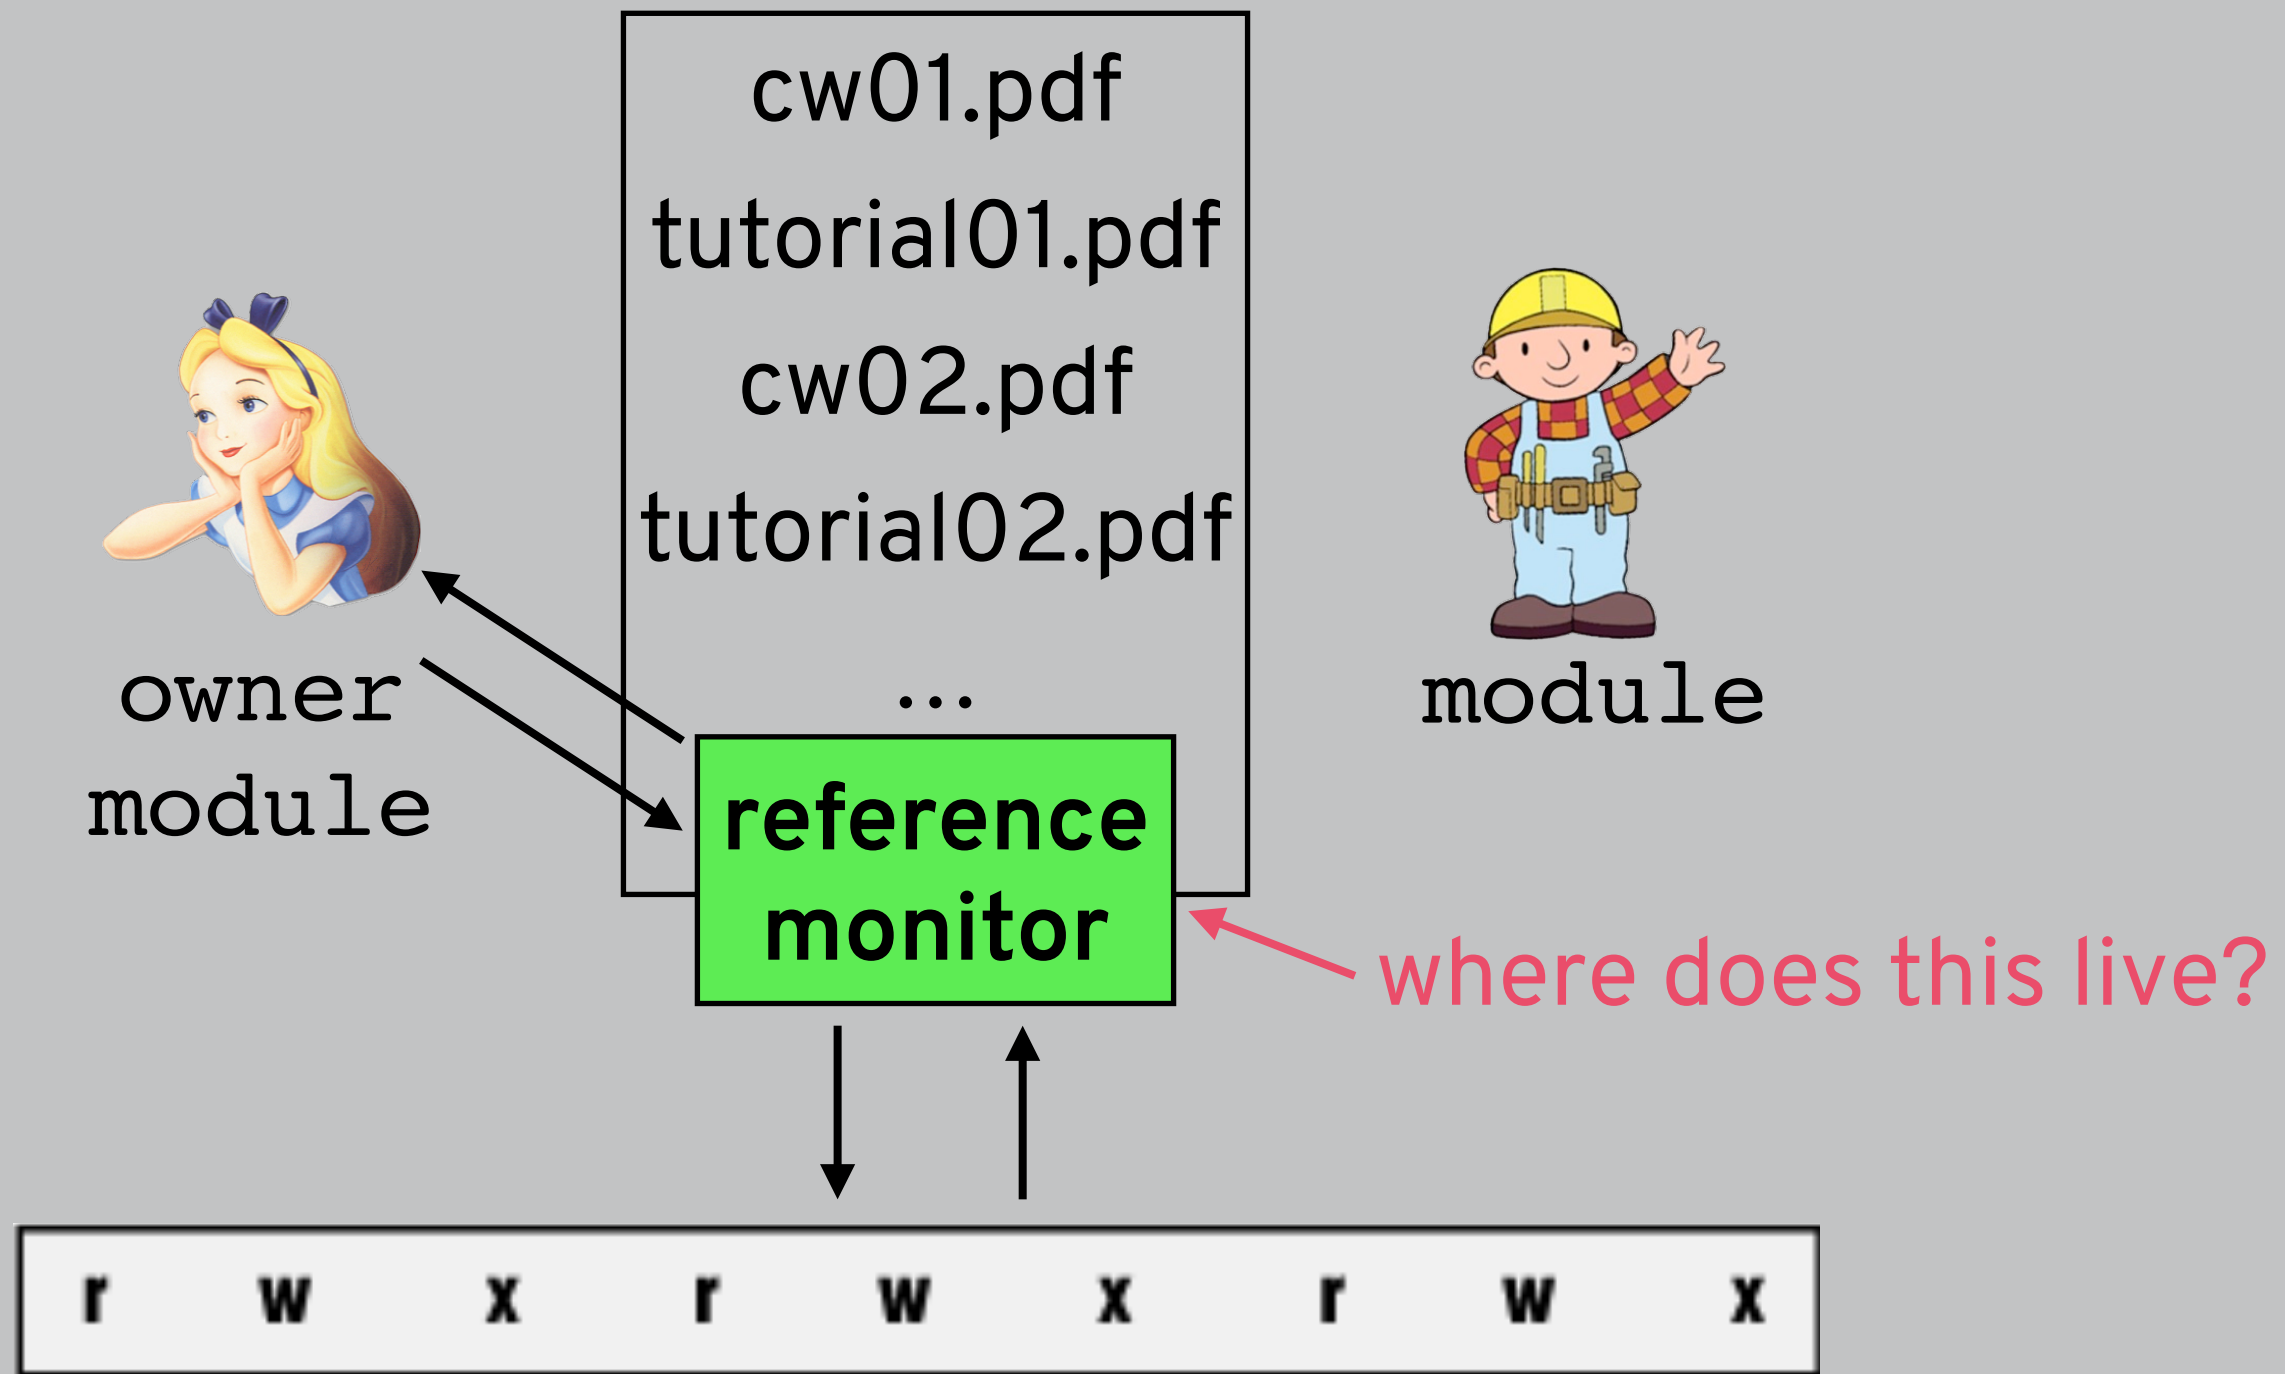 cw01.pdf
tutorial01.pdf
cw02.pdf
tutorial02.pdf
...
owner
module
module
reference
monitor
where does this live?
r w x r w x r w x